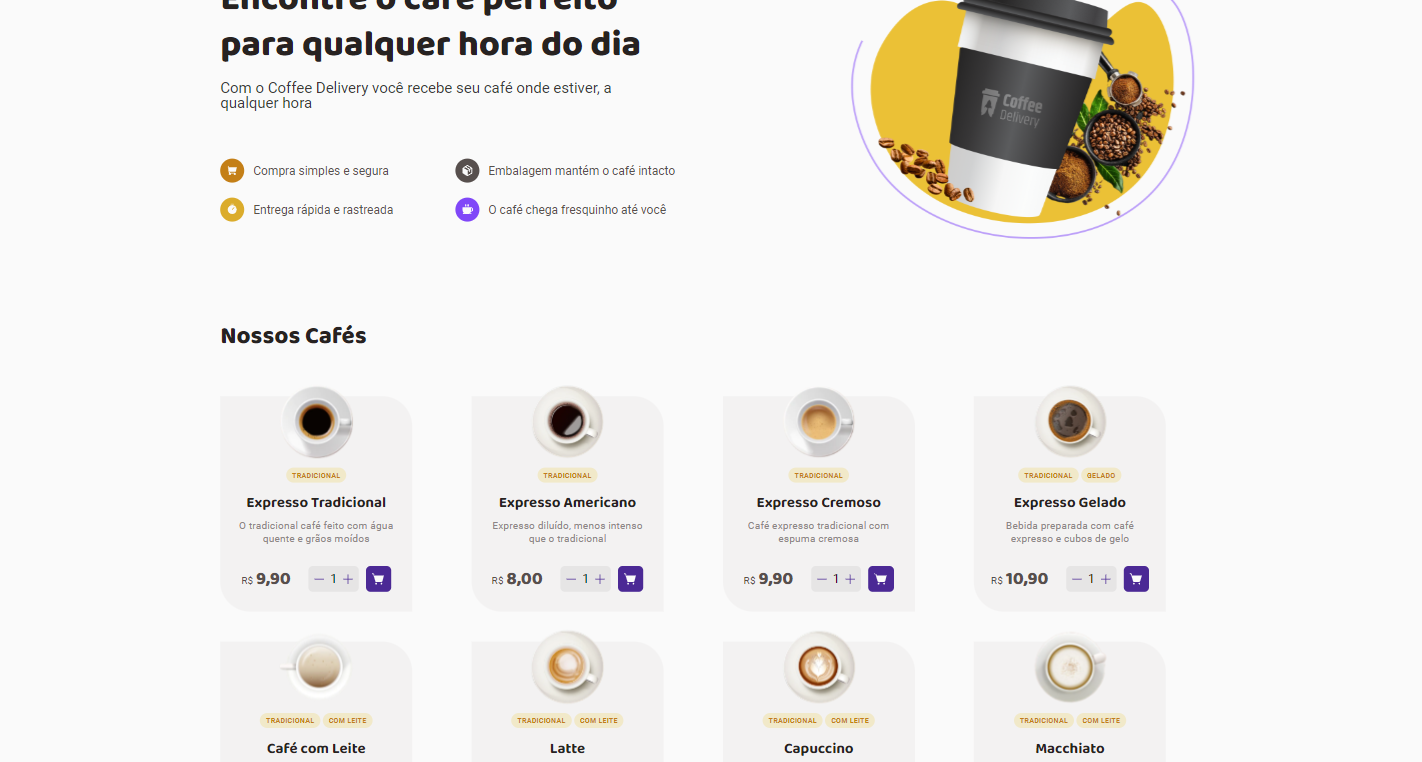 Encontre o café perfeito
para qualquer hora do dia
Com o Coffee Delivery você recebe seu café onde estiver, a
qualquer hora
Coffee
Delivery
Compra simples e segura
Embalagem mantém o café intacto
Entrega rápida e rastreada
O café chega fresquinho até você
Nossos Cafés
TRADICIONAL
Expresso Tradicional
O tradicional café feito com água
quente e grãos moídos
R$ 9,90
1
TRADICIONAL
Expresso Americano
Expresso diluído, menos intenso
que o tradicional
R$ 8,00
1
TRADICIONAL
Expresso Cremoso
Café expresso tradicional com
espuma cremosa
R$ 9,90
1
TRADICIONAL GELADO
Expresso Gelado
Bebida preparada com café
expresso e cubos de gelo
R$ 10,90
1
TRADICIONAL COM LEITE
Café com Leite
TRADICIONAL COM LEITE
Latte
TRADICIONAL COM LEITE
Capuccino
TRADICIONAL COM LEITE
Macchiato